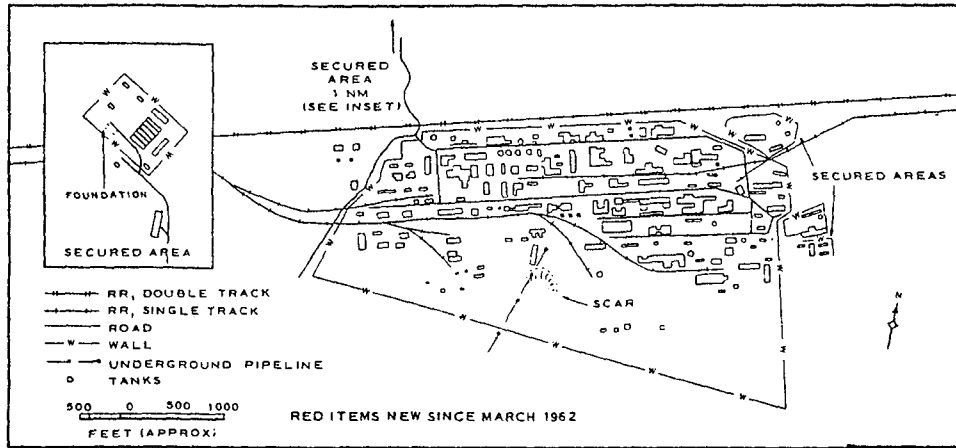 SECURED
AREA
1 NM
(SEE INSET)
FOUNDATION
SECURED AREA
SECURED AREAS
SCAR
N
RR, DOUBLE TRACK
RR, SINGLE TRACK
ROAD
W WALL
UNDERGROUND PIPELINE
TANKS
500 0 500 1000
FEET (APPROX)
RED ITEMS NEW SINCE MARCH 1962